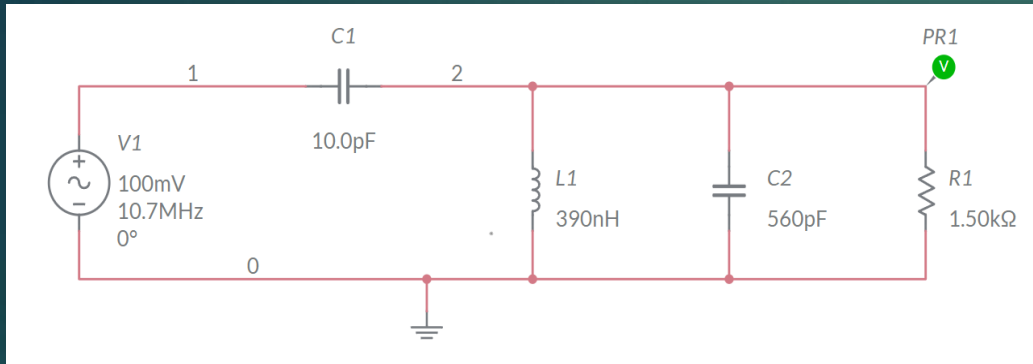 C1
PR1
V
1
2
V1
10.0pF
100mV
10.7MHz
0°
L1
390nH
C2
560pF
R1
1.50kΩ
0